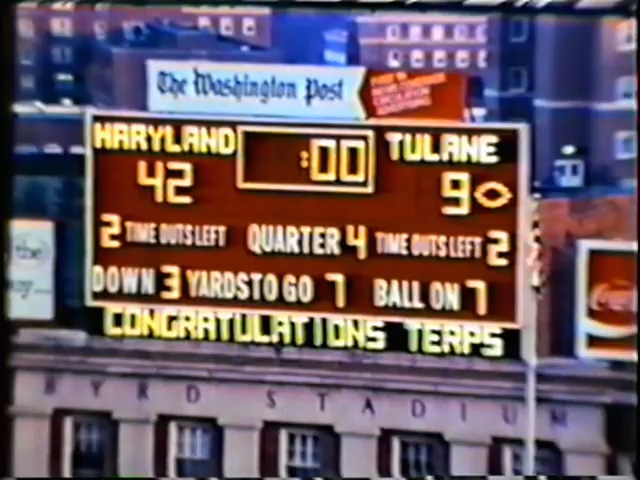 The Washington Post
MARYLAND :00 TULANE
42 9
2 TIME OUTS LEFT QUARTER 4 TIME OUTS LEFT 2
DOWN 3 YARDS TO GO 7 BALL ON 7
CONGRATULATIONS TERPS
BYRD STADIUM
the